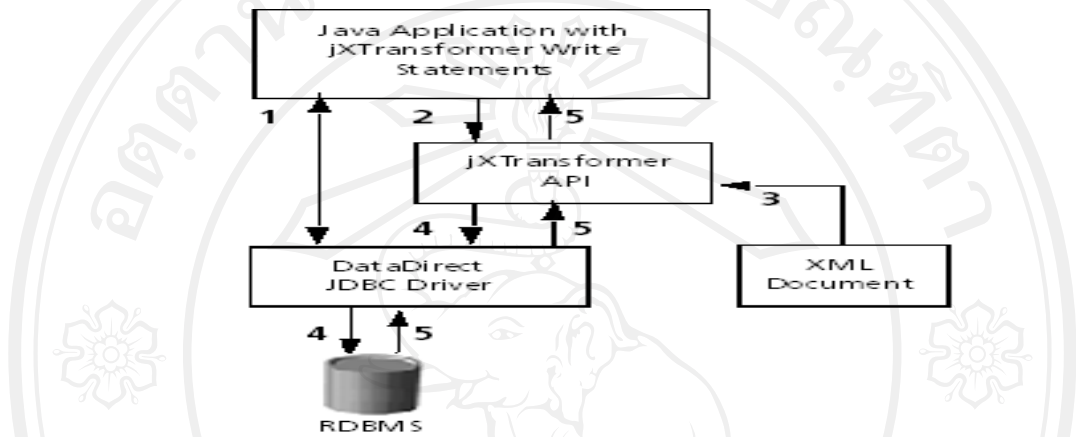 Java Application with
jXTransformer Write
Statements
1
2
5
jXTransformer
API
3
4
5
DataDirect
JDBC Driver
XML
Document
4
5
RDBMS